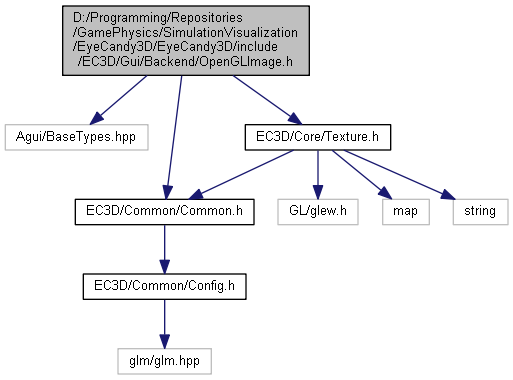 D:/Programming/Repositories
/GamePhysics/SimulationVisualization
/EyeCandy3D/EyeCandy3D/include
/EC3D/Gui/Backend/OpenGLImage.h
Agui/BaseTypes.hpp
EC3D/Core/Texture.h
EC3D/Common/Common.h
GL/glew.h
map
string
EC3D/Common/Config.h
glm/glm.hpp